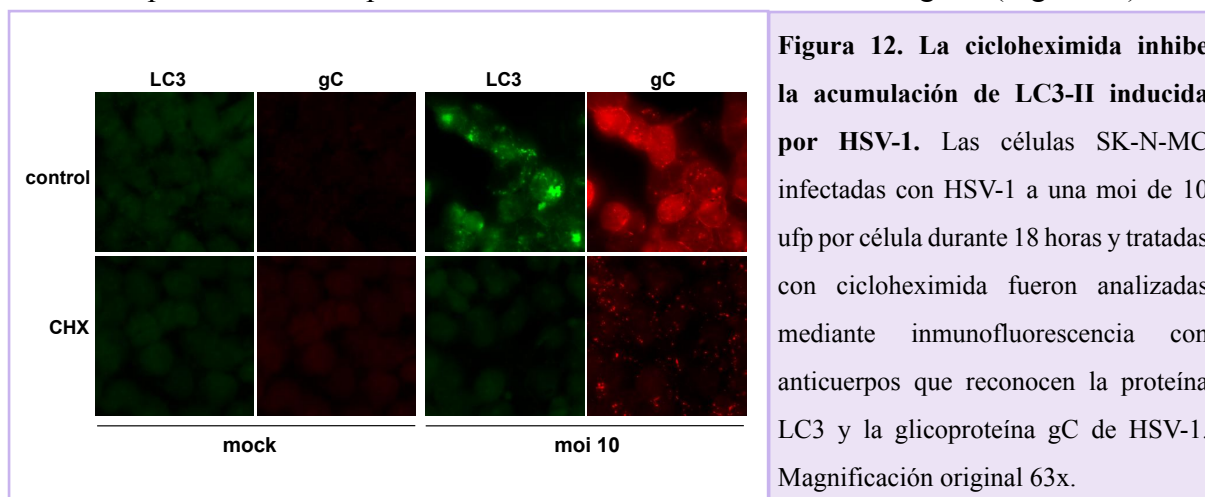 LC3 gC LC3 gC
control
CHX
mock moi 10
Figura 12. La cicloheximida inhibe
la acumulación de LC3-II inducida
por HSV-1. Las células SK-N-MC
infectadas con HSV-1 a una moi de 10
ufp por célula durante 18 horas y tratadas
con cicloheximida fueron analizadas
mediante inmunofluorescencia con
anticuerpos que reconocen la proteína
LC3 y la glicoproteína gC de HSV-1.
Magnificación original 63x.